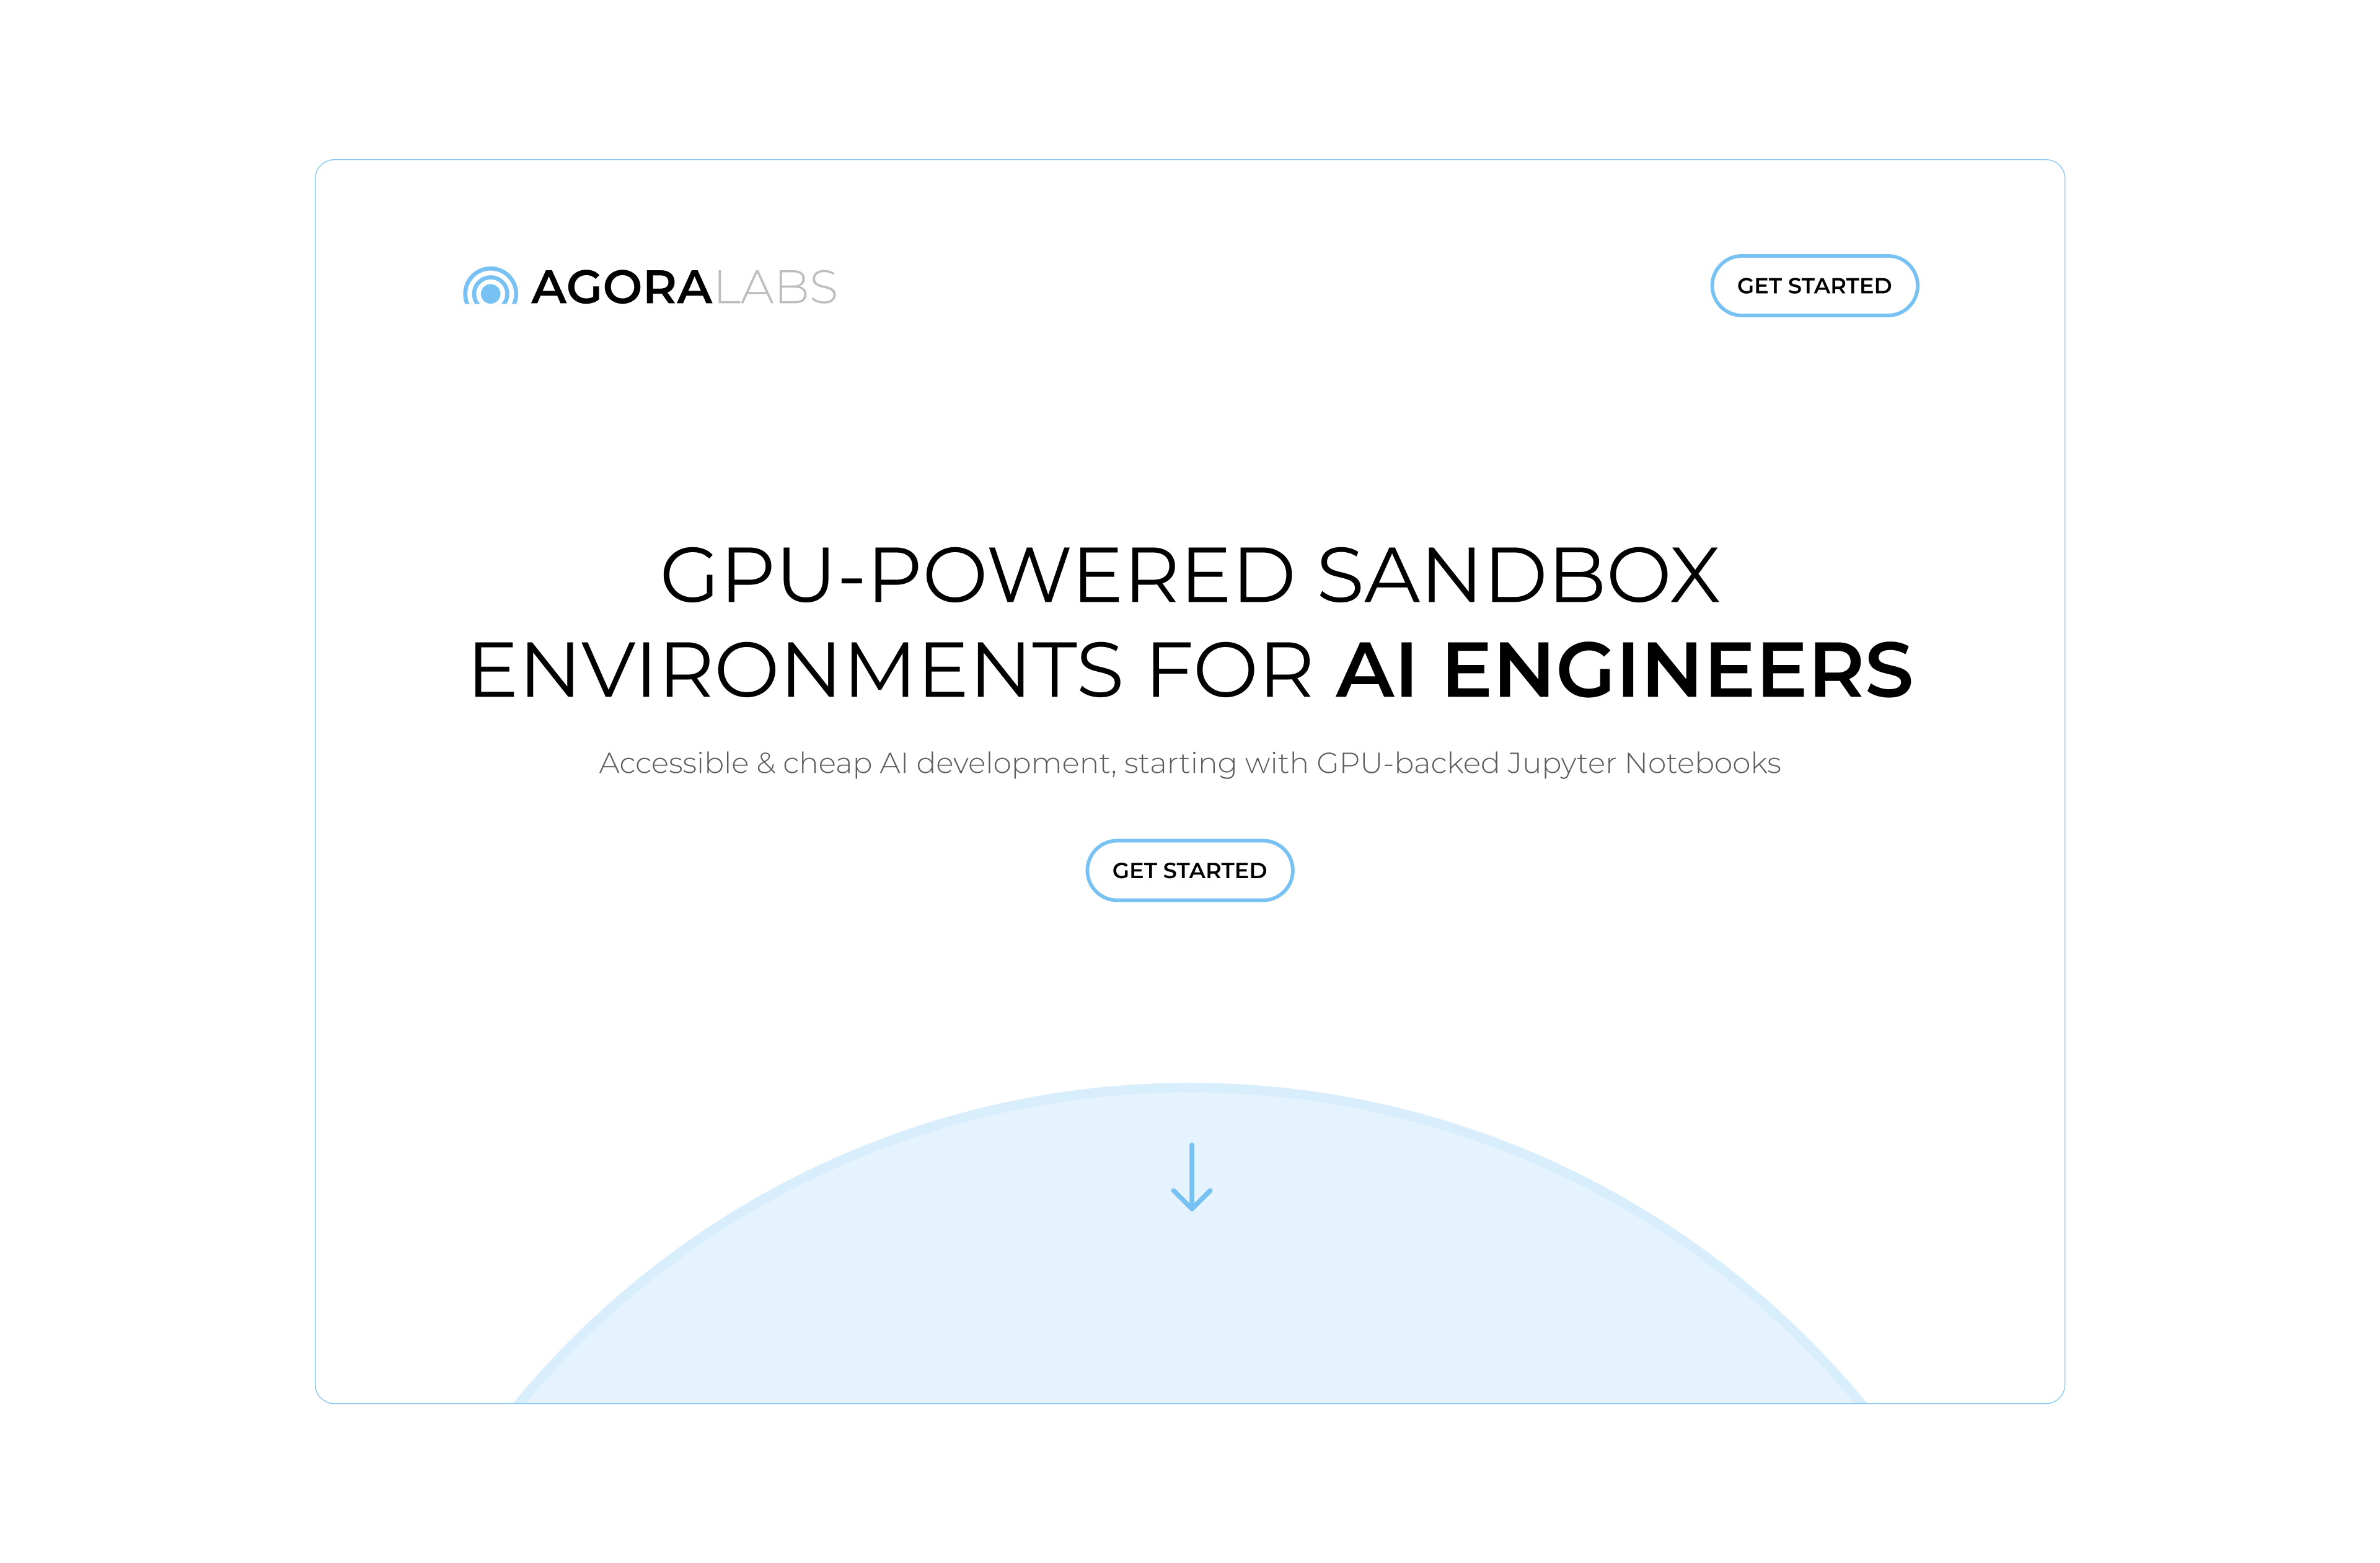 AGORALABS
GET STARTED
GPU-POWERED SANDBOX
ENVIRONMENTS FOR AI ENGINEERS
Accessible & cheap AI development, starting with GPU-backed Jupyter Notebooks
GET STARTED